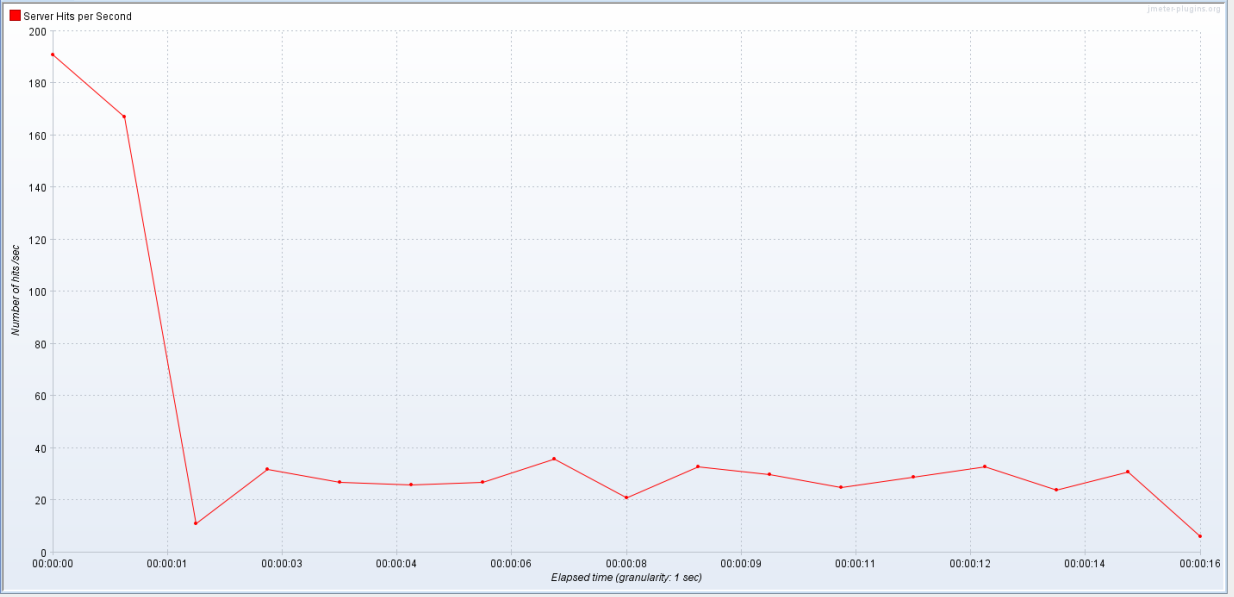 Server Hits per Second
jmeter-plugins.org
200
180
160
140
120
100
80
60
40
20
0
Number of hits /sec
00:00:00 00:00:01 00:00:03 00:00:04 00:00:06 00:00:08 00:00:09 00:00:11 00:00:12 00:00:14 00:00:16
Elapsed time (granularity: 1 sec)